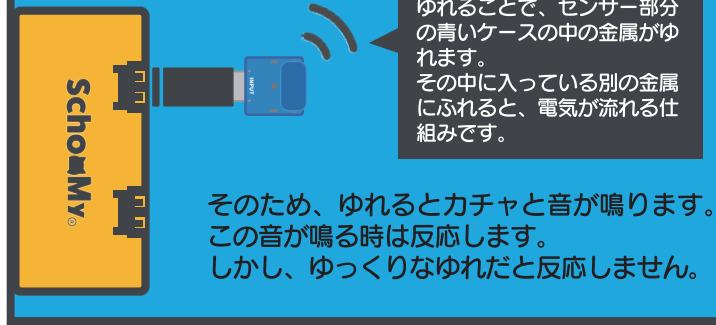 ゆれることで、センサー部分
の青いケースの中の金属がゆ
れます。
その中に入っている別の金属
にふれると、電気が流れる仕
組みです。
INPUT
SchooMy®
そのため、ゆれるとカチャと音が鳴ります。
この音が鳴る時は反応します。
しかし、ゆっくりなゆれだと反応しません。